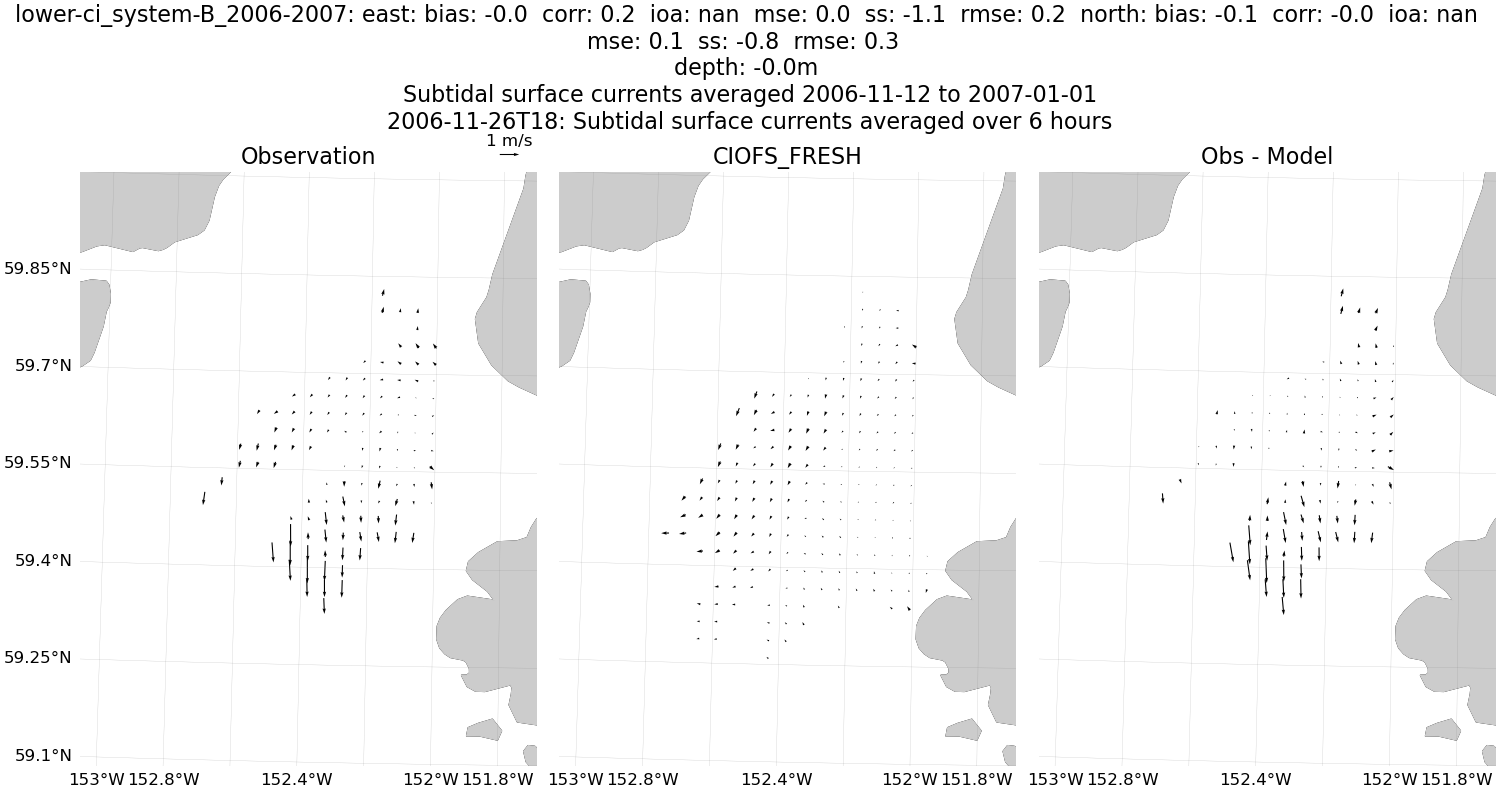 lower-ci_system-B_2006-2007: east: bias: -0.0  corr: 0.2  ioa: nan  mse: 0.0  ss: -1.1  rmse: 0.2  north: bias: -0.1  corr: -0.0  ioa: nan
mse: 0.1  ss: -0.8  rmse: 0.3
depth: -0.0m
Subtidal surface currents averaged 2006-11-12 to 2007-01-01
2006-11-26T18: Subtidal surface currents averaged over 6 hours
1 m/s
Observation
CIOFS_FRESH
Obs - Model
59.85°N
59.7°N
59.55°N
59.4°N
59.25°N
59.1°N
153°W 152.8°W 152.4°W 152°W 151.8°W
153°W 152.8°W 152.4°W 152°W 151.8°W
153°W 152.8°W 152.4°W 152°W 151.8°W